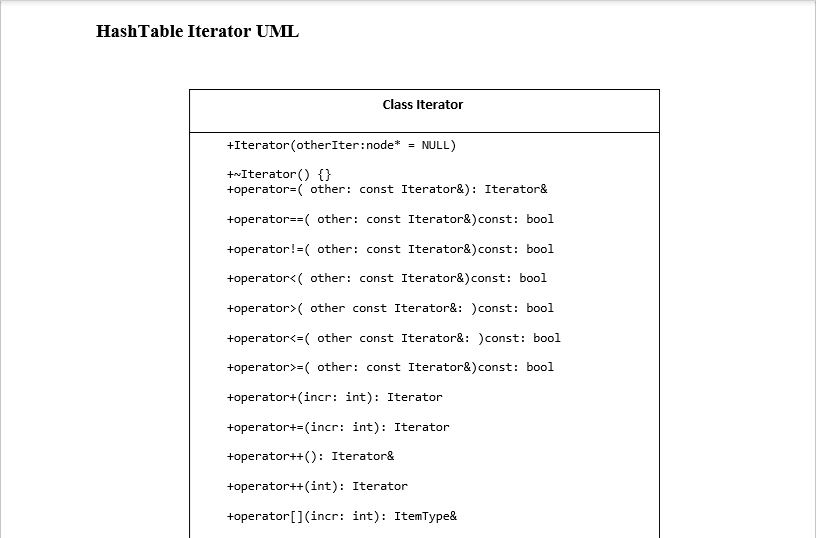 HashTable Iterator UML
Class Iterator
+Iterator(otherIter:node* = NULL)
+~Iterator() {}
+operator=( other: const Iterator&): Iterator&
+operator==( other: const Iterator&)const: bool
+operator!=( other: const Iterator&)const: bool
+operator<( other: const Iterator&)const: bool
+operator>( other const Iterator&: )const: bool
+operator<=( other const Iterator&: )const: bool
+operator>=( other: const Iterator&)const: bool
+operator+(incr: int): Iterator
+operator+=(incr: int): Iterator
+operator++(): Iterator&
+operator++(int): Iterator
+operator[](incr: int): ItemType&